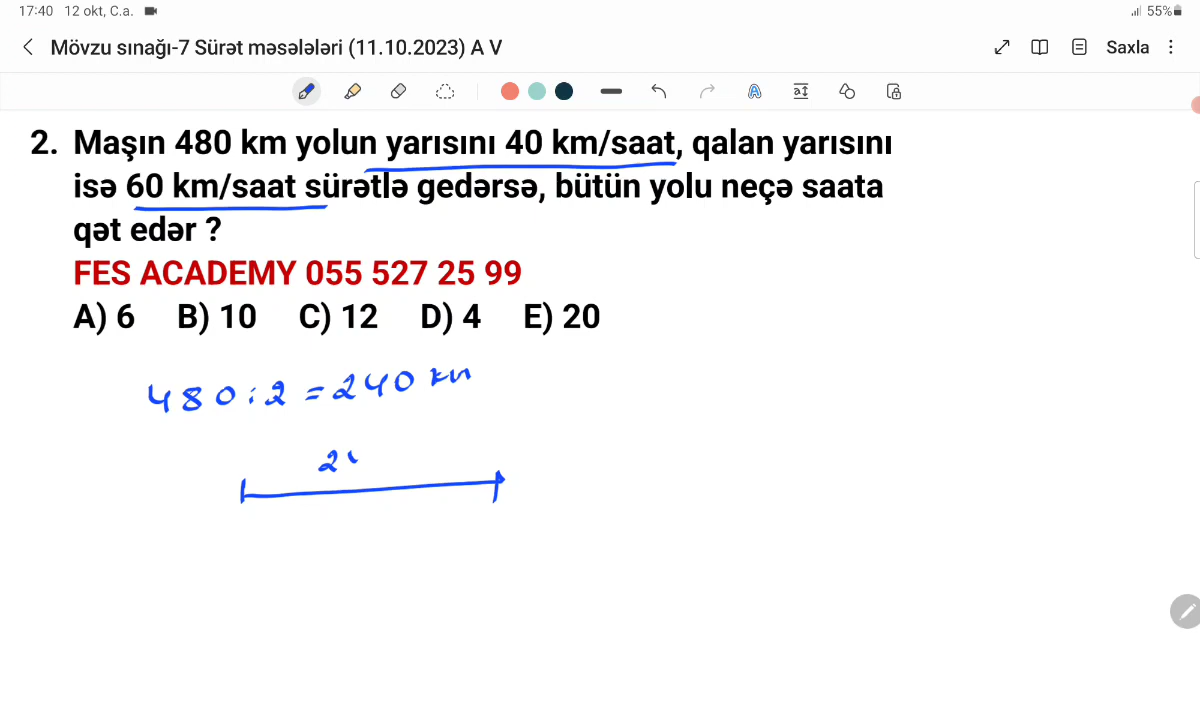 17:40 12 okt, C.a. 55%
Mövzu sınağı-7 Sürət məsələləri (11.10.2023) A V Saxla
2. Maşın 480 km yolun yarısını 40 km/saat, qalan yarısını
isə 60 km/saat sürətlə gedərsə, bütün yolu neçə saata
qət edər ?
FES ACADEMY 055 527 25 99
A) 6 B) 10 C) 12 D) 4 E) 20
480:2=240 km